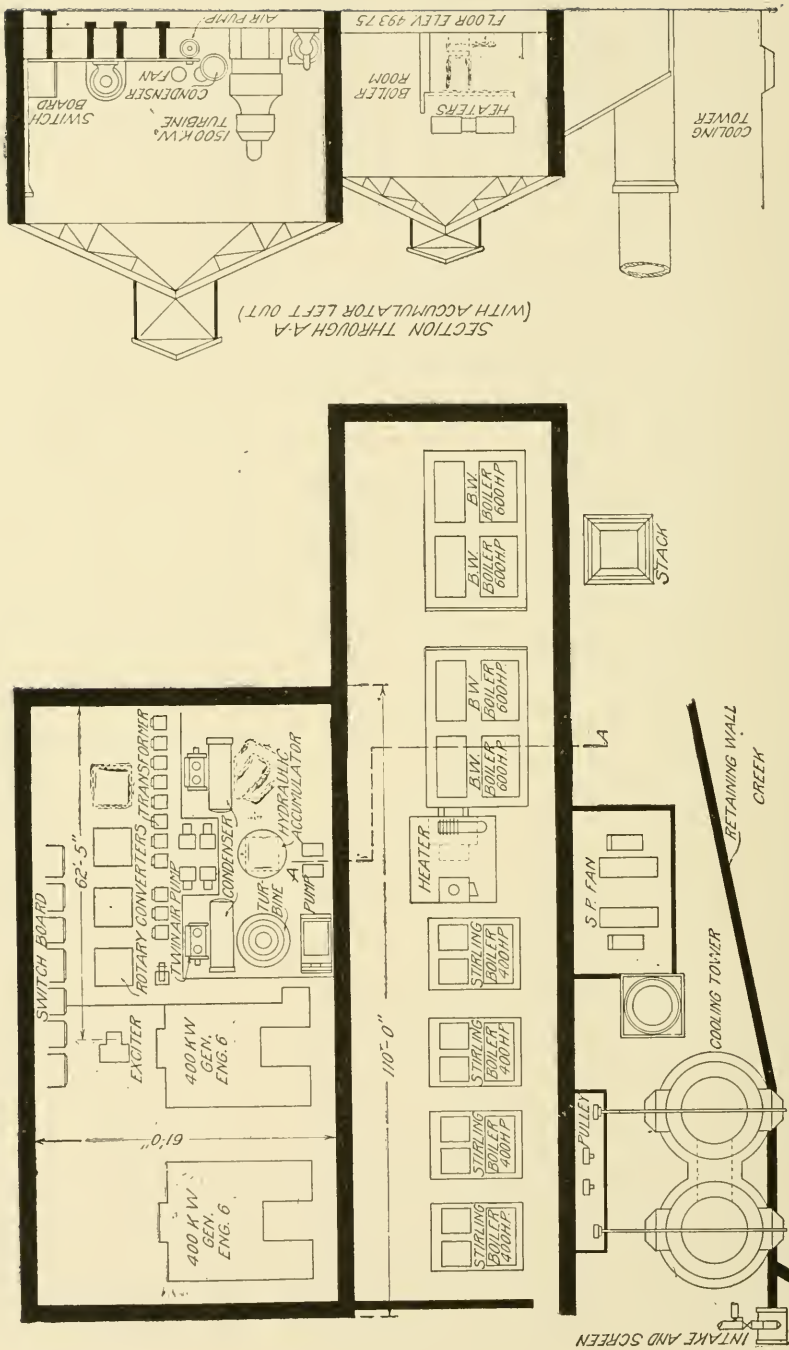 AIR PUMP
FAN
CONDENSER
SWITCH
BOARD
1500 K.W.
TURBINE
FLOOR ELEV 493.75
BOILER
ROOM
HEATERS
COOLING
TOWER
SECTION THROUGH A-A
(WITH ACCUMULATOR LEFT OUT)
SWITCH BOARD
62'-5"
ROTARY CONVERTERS
TRANSFORMER
TWIN AIR PUMP
CONDENSER
HYDRAULIC
ACCUMULATOR
TUR-
BINE
A
PUMP
EXCITER
400 KW
GEN.
ENG. 6
61'-0"
400 K W
GEN.
ENG. 6
110'-0"
HEATER
B.W.
BOILER
600 H.P.
B W
BOILER
600 H.P.
B.W.
BOILER
600 H.P.
B.W.
BOILER
600 H.P.
STIRLING
BOILER
400 H.P.
STIRLING
BOILER
400 H.P.
STIRLING
BOILER
400 H.P.
STIRLING
BOILER
400 H.P.
A
STACK
S.P. FAN
RETAINING WALL
CREEK
COOLING TOWER
PULLEY
INTAKE AND SCREEN